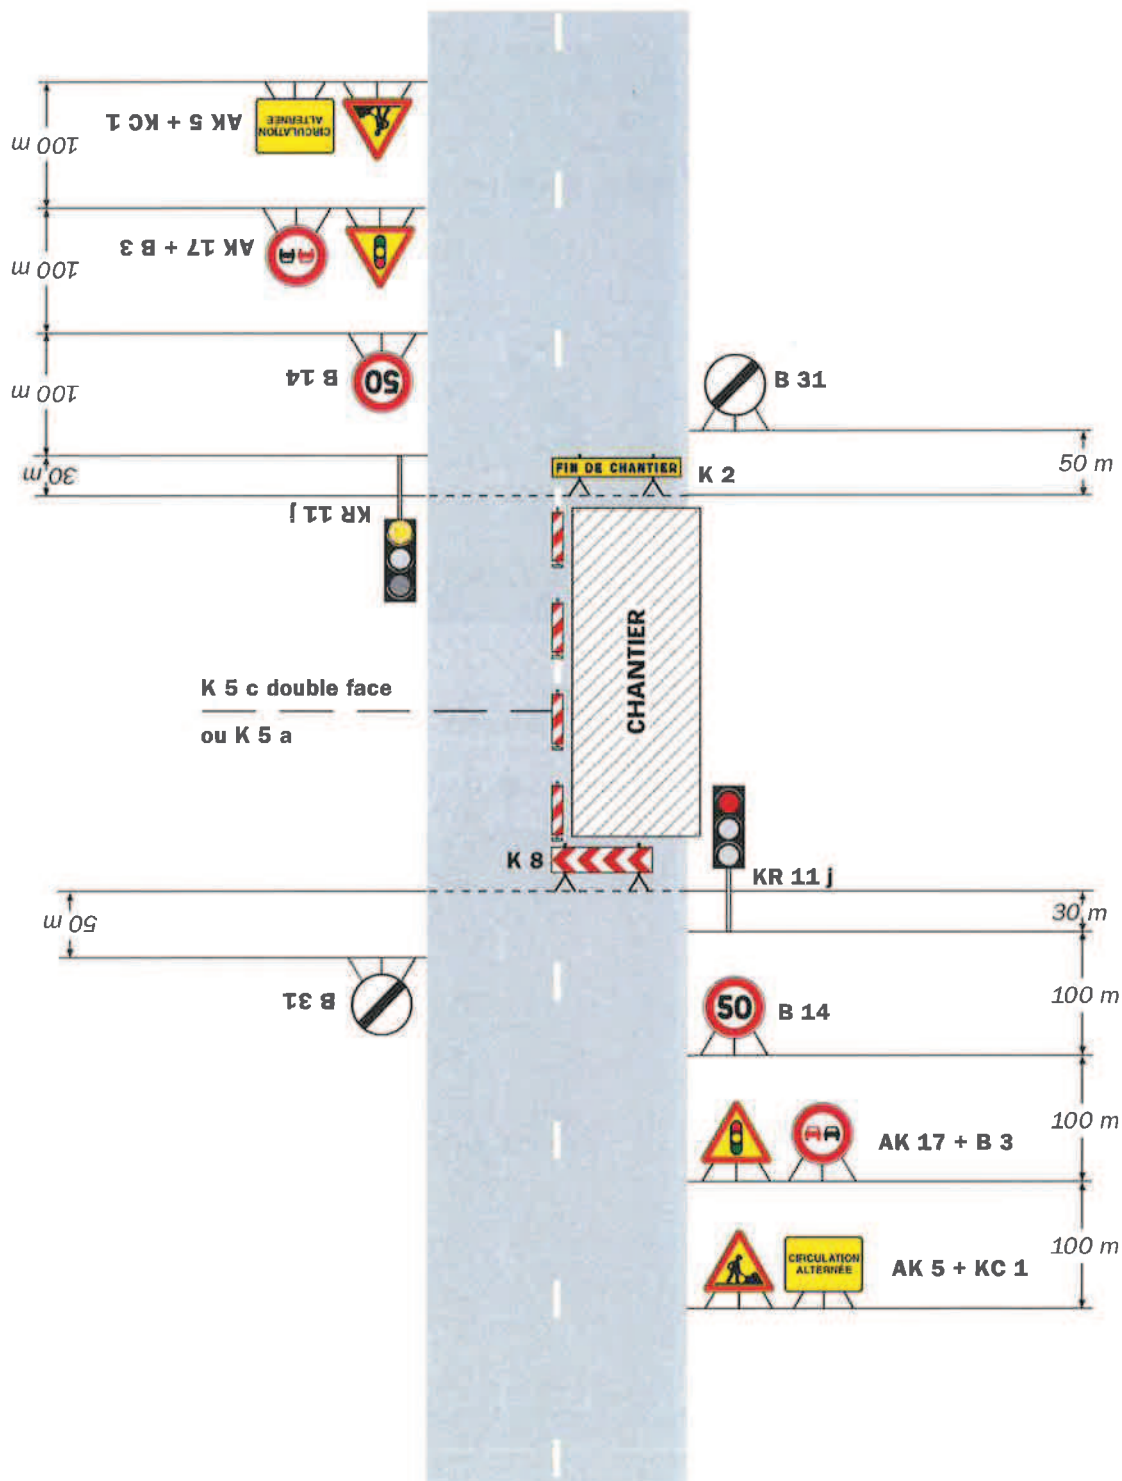 AK 5 + KC 1
CIRCULATION
ALTERNÉE
100 m
AK 17 + B 3
100 m
B 14
50
100 m
B 31
50 m
FIN DE CHANTIER
K 2
30 m
KR 11 j
CHANTIER
K 5 c double face
ou K 5 a
K 8
KR 11 j
30 m
50 m
B 31
50
B 14
100 m
AK 17 + B 3
100 m
CIRCULATION
ALTERNÉE
AK 5 + KC 1
100 m